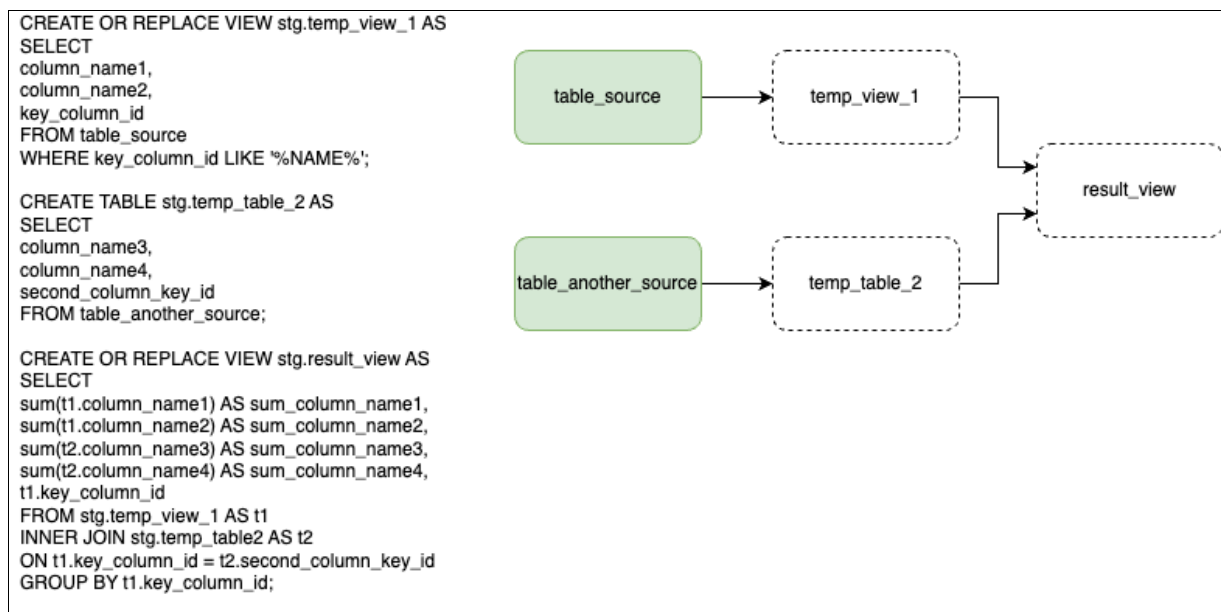 CREATE OR REPLACE VIEW stg.temp_view_1 AS
SELECT
column_name1,
column_name2,
key_column_id
FROM table_source
WHERE key_column_id LIKE '%NAME%';
CREATE TABLE stg.temp_table_2 AS
SELECT
column_name3,
column_name4,
second_column_key_id
FROM table_another_source;
CREATE OR REPLACE VIEW stg.result_view AS
SELECT
sum(t1.column_name1) AS sum_column_name1,
sum(t1.column_name2) AS sum_column_name2,
sum(t2.column_name3) AS sum_column_name3,
sum(t2.column_name4) AS sum_column_name4,
t1.key_column_id
FROM stg.temp_view_1 AS t1
INNER JOIN stg.temp_table2 AS t2
ON t1.key_column_id = t2.second_column_key_id
GROUP BY t1.key_column_id;
table_source
temp_view_1
result_view
table_another_source
temp_table_2